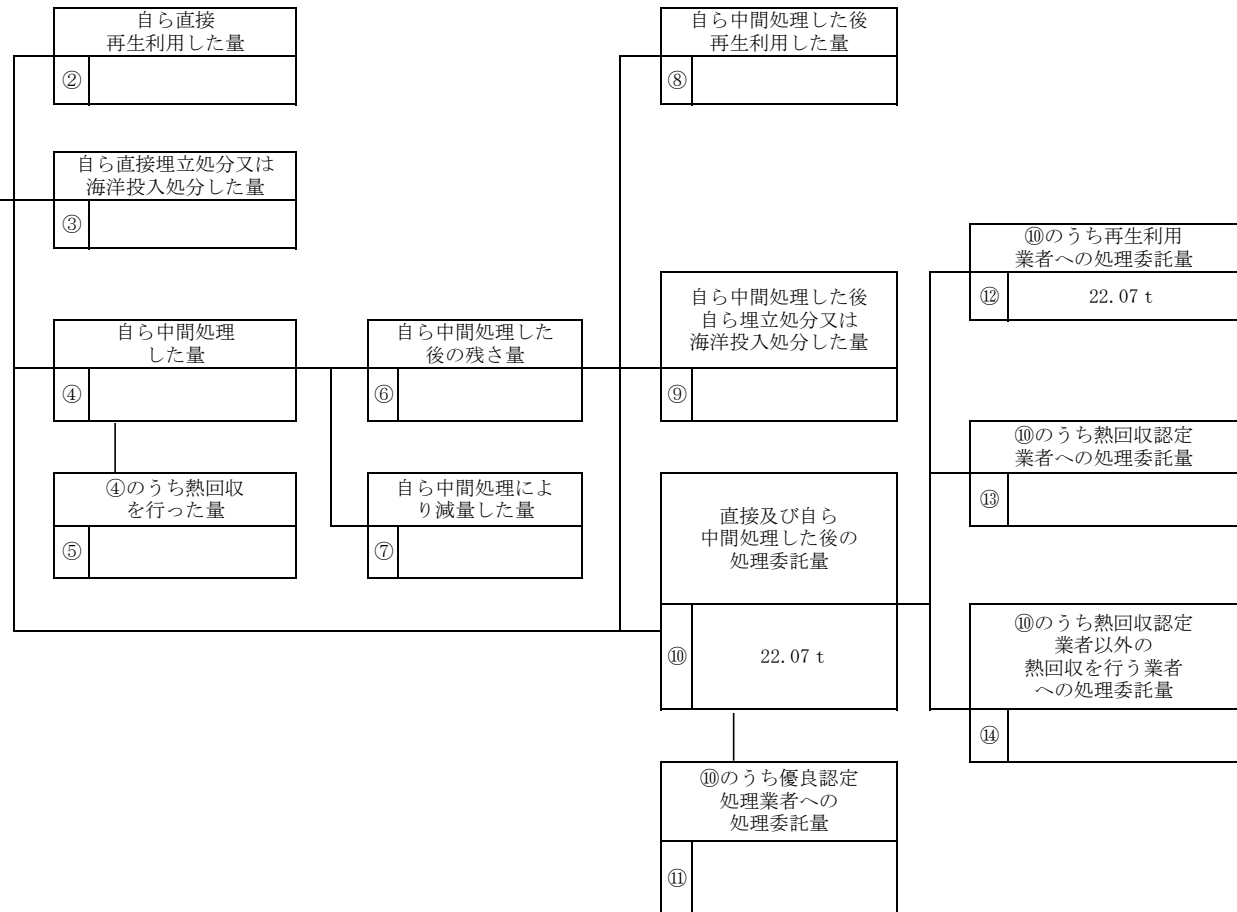 自ら直接
再生利用した量
②
自ら直接埋立処分又は
海洋投入処分した量
③
自ら中間処理
した量
④
④のうち熱回収
を行った量
⑤
自ら中間処理した
後の残さ量
⑥
自ら中間処理によ
り減量した量
⑦
自ら中間処理した後
再生利用した量
⑧
自ら中間処理した後
自ら埋立処分又は
海洋投入処分した量
⑨
直接及び自ら
中間処理した後の
処理委託量
⑩ 22.07 t
⑩のうち優良認定
処理業者への
処理委託量
⑪
⑩のうち再生利用
業者への処理委託量
⑫ 22.07 t
⑩のうち熱回収認定
業者への処理委託量
⑬
⑩のうち熱回収認定
業者以外の
熱回収を行う業者
への処理委託量
⑭